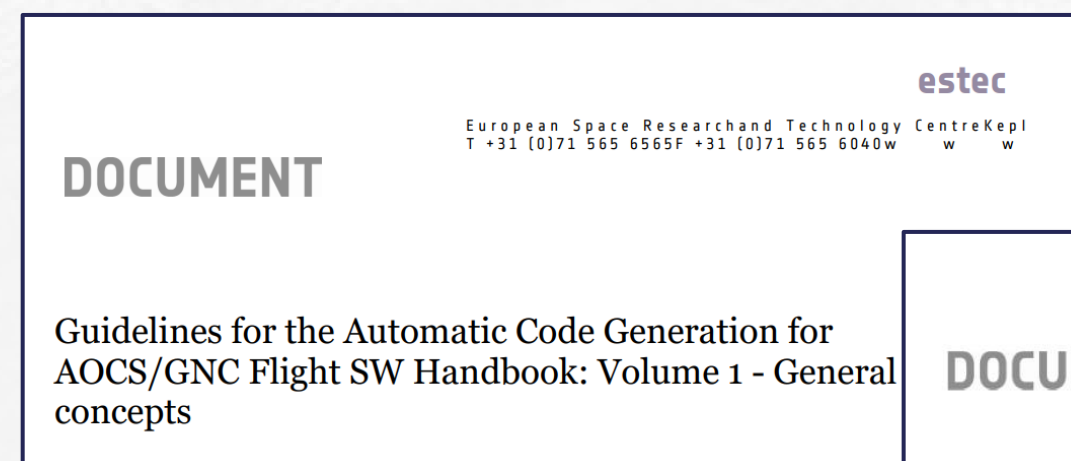 estec
European Space Researchand Technology CentreKepl
T +31 (0)71 565 6565F +31 (0)71 565 6040w w w
DOCUMENT
Guidelines for the Automatic Code Generation for
AOCS/GNC Flight SW Handbook: Volume 1 - General
concepts
DOCU